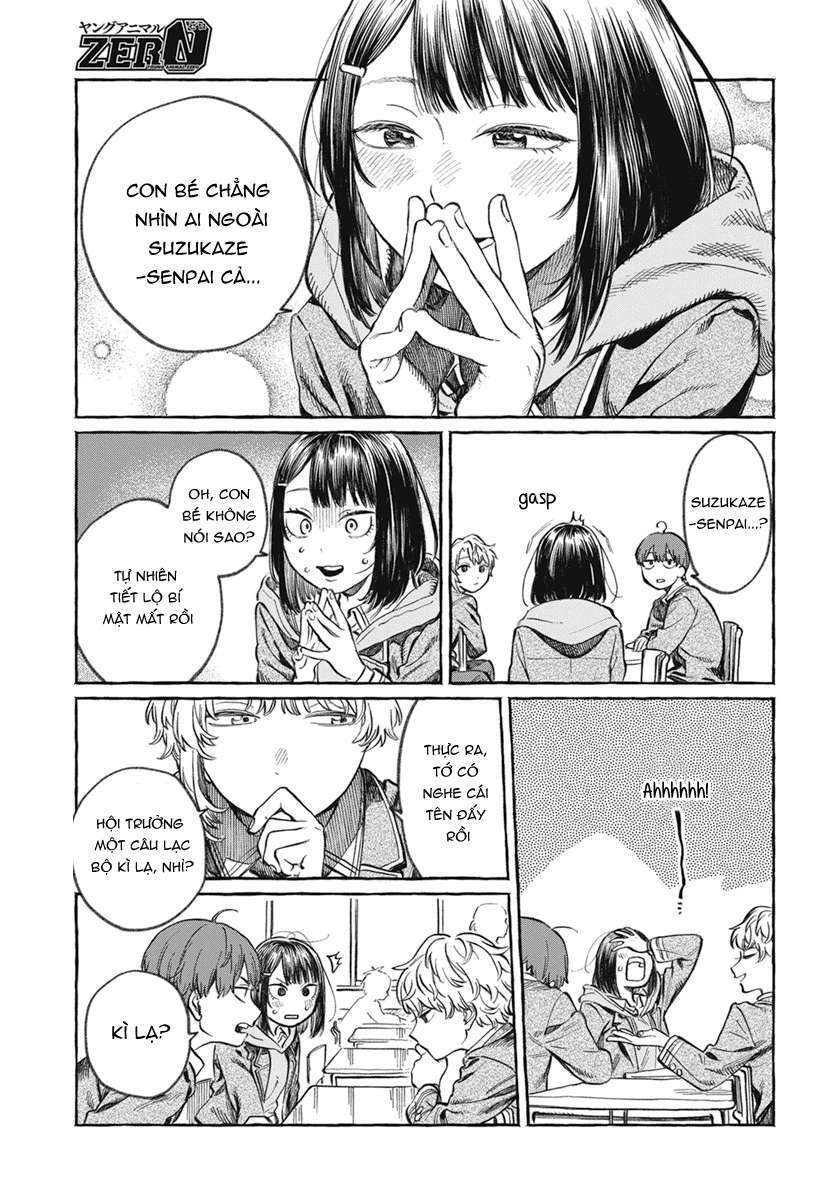 ヤングアニマル
ZERO
CON BÉ CHẲNG
NHÌN AI NGOÀI
SUZUKAZE
-SENPAI CẢ...
SUZUKAZE
-SENPAI...?
gasp
OH, CON
BÉ KHÔNG
NÓI SAO?
TỰ NHIÊN
TIẾT LỘ BÍ
MẬT MẤT RỒI
Ahhhhhh!
THỰC RA,
TỚ CÓ
NGHE CÁI
TÊN ĐẤY
RỒI
HỘI TRƯỞNG
MỘT CÂU LẠC
BỘ KÌ LẠ, NHỈ?
KÌ LẠ?